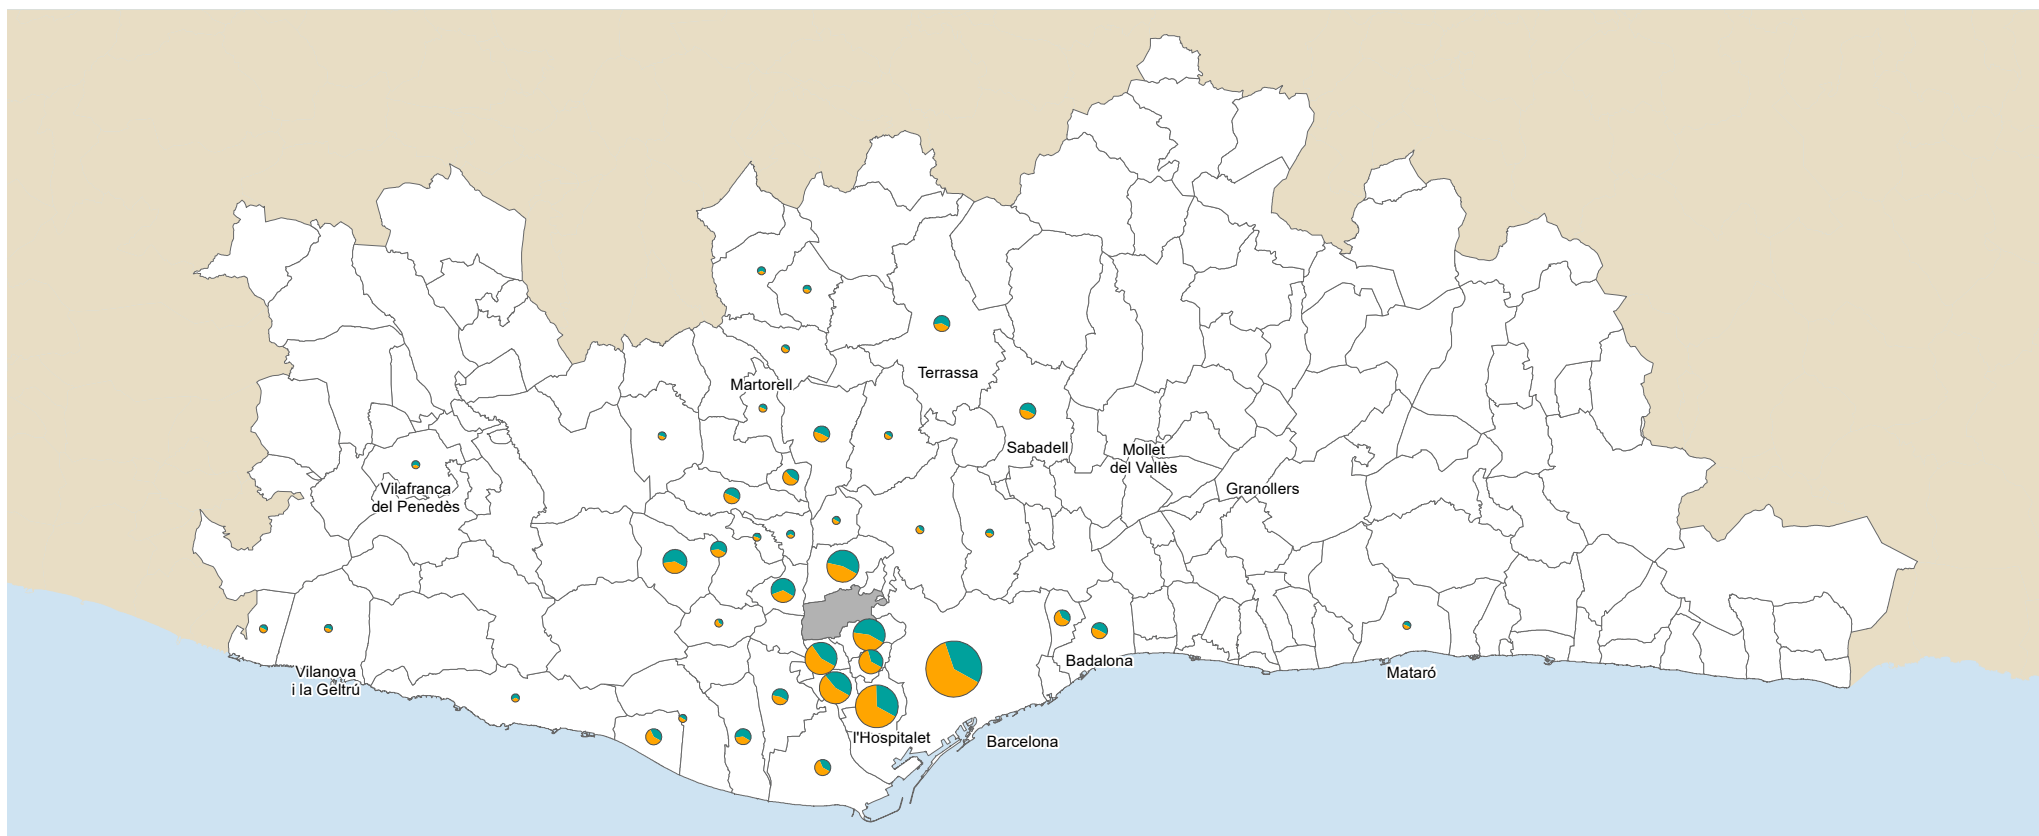 Terrassa
Martorell
Sabadell
Mollet
del Vallès
Granollers
Vilafranca
del Penedès
Badalona
Vilanova
i la Geltrú
Mataró
l'Hospitalet
Barcelona